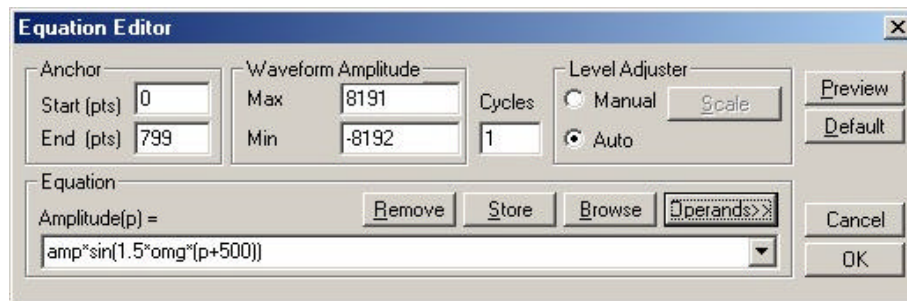 Equation Editor
Anchor
Start (pts) 0
End (pts) 799
Waveform Amplitude
Max 8191
Min -8192
Cycles
1
Level Adjuster
Manual
Scale
Auto
Preview
Default
Equation
Amplitude(p) =
Remove Store Browse Operands>>
amp*sin(1.5*omg*(p+500))
Cancel
OK